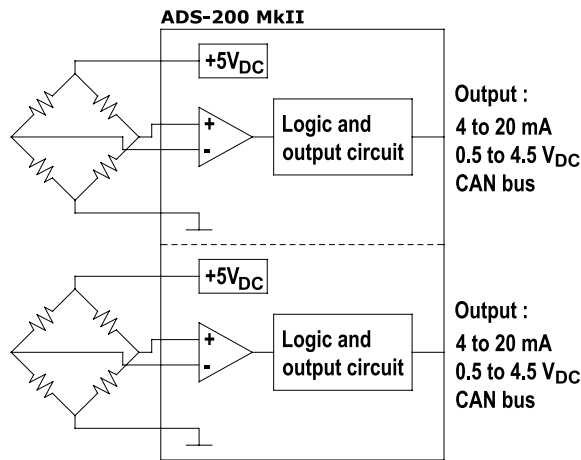 ADS-200 MkII
+5VDC
+
-
Logic and
output circuit
Output :
4 to 20 mA
0.5 to 4.5 VDC
CAN bus
+5VDC
+
-
Logic and
output circuit
Output :
4 to 20 mA
0.5 to 4.5 VDC
CAN bus